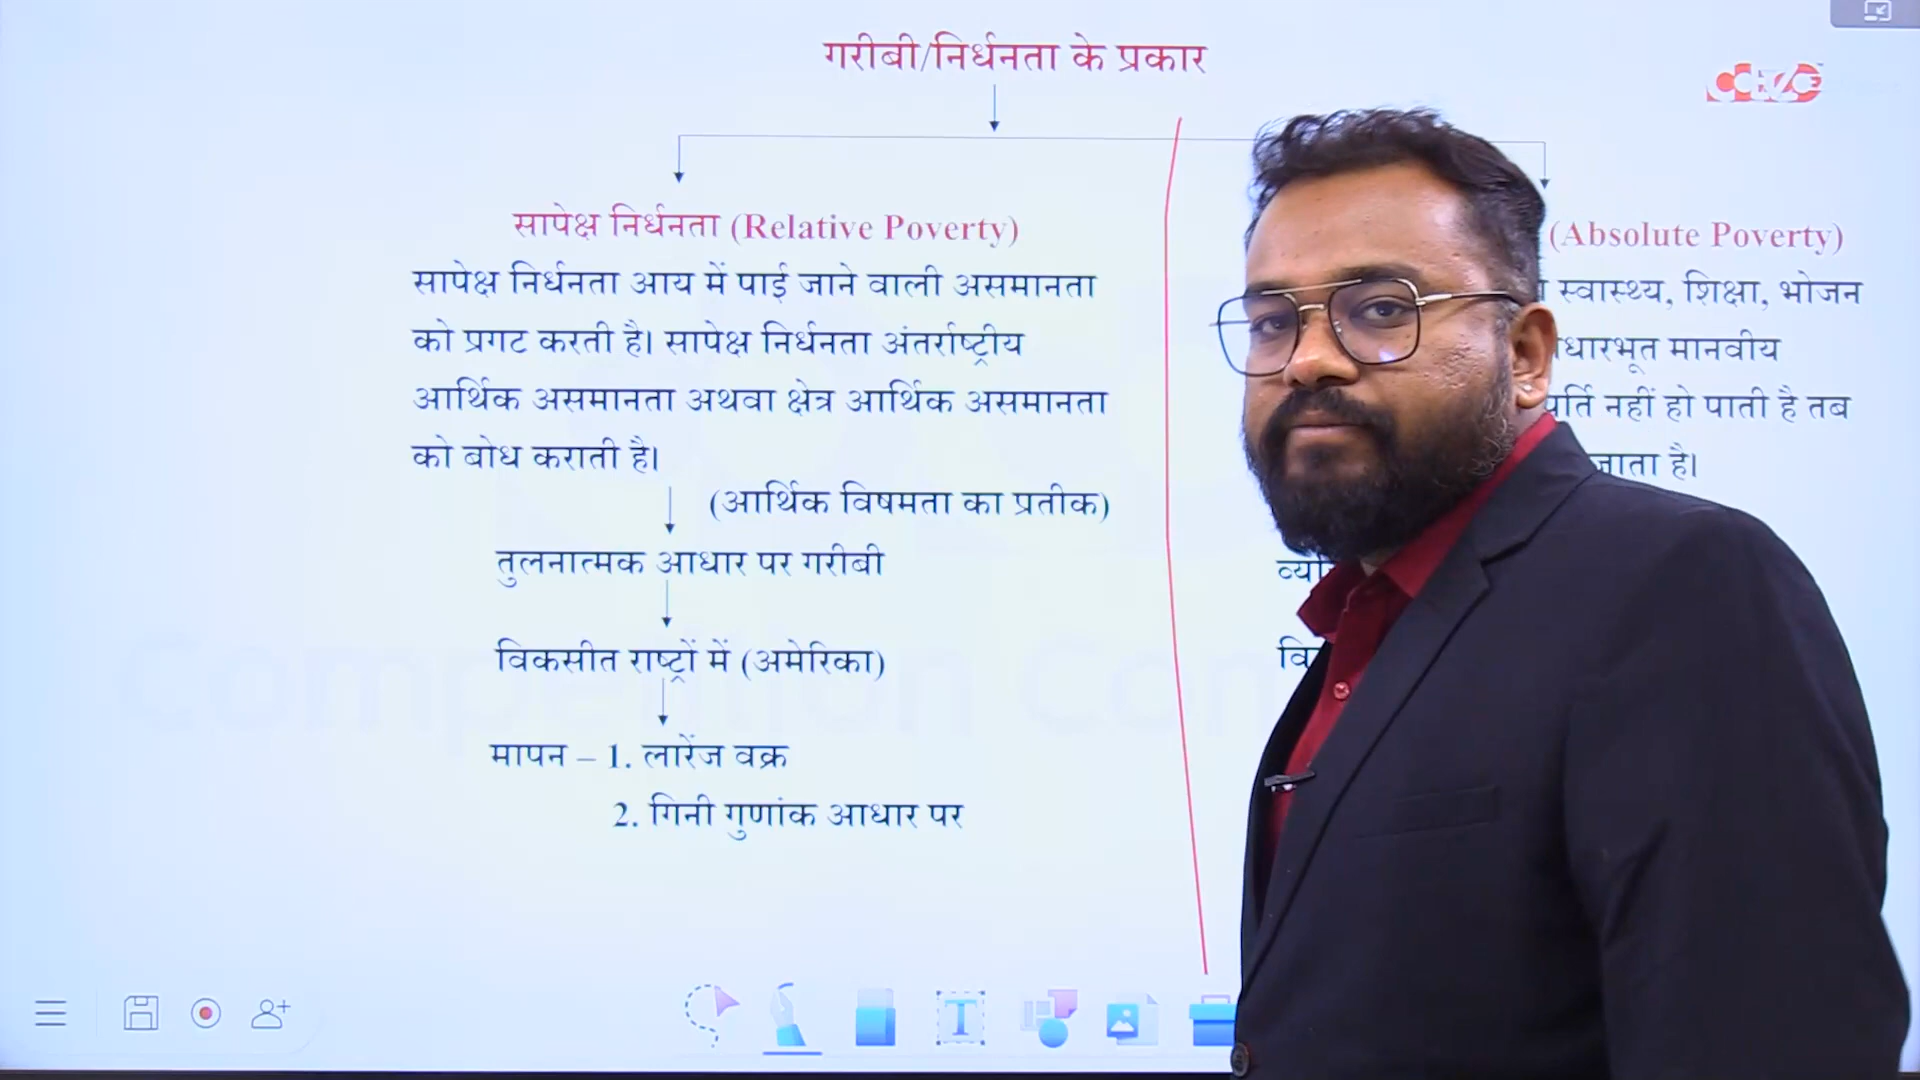 गरीबी/निर्धनता के प्रकार
सापेक्ष निर्धनता (Relative Poverty)
सापेक्ष निर्धनता आय में पाई जाने वाली असमानता
को प्रगट करती है। सापेक्ष निर्धनता अंतर्राष्ट्रीय
आर्थिक असमानता अथवा क्षेत्र आर्थिक असमानता
को बोध कराती है।
(आर्थिक विषमता का प्रतीक)
तुलनात्मक आधार पर गरीबी
विकसीत राष्ट्रों में (अमेरिका)
मापन – 1. लारेंज वक्र
2. गिनी गुणांक आधार पर
(Absolute Poverty)
स्वास्थ्य, शिक्षा, भोजन
मानवीय
नहीं हो पाती है तब
जाता है।